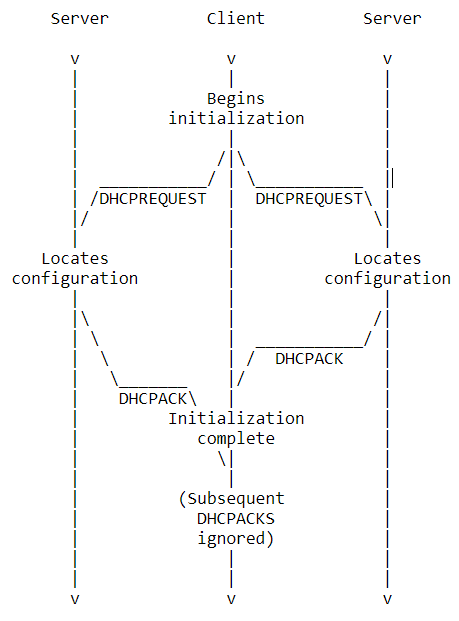 Server Client Server
v v v
Begins
initialization
DHCPREQUEST DHCPREQUEST
Locates Locates
configuration configuration
DHCPACK
DHCPACK
Initialization
complete
(Subsequent
DHCPACKS
ignored)
v v v